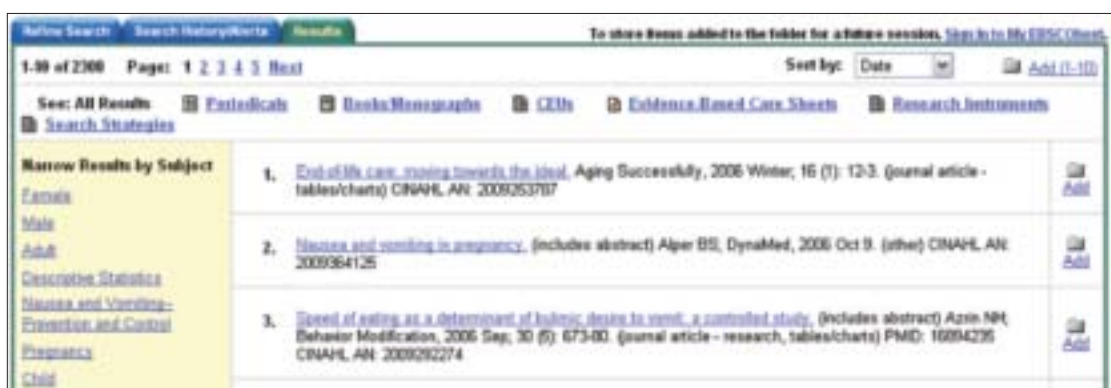 Refine Search Search History/Alerts Results
To store items added to the folder for a future session, Sign In to My EBSCOhost.
1-10 of 2300 Page: 1 2 3 4 5 Next
Sort by: Date Add (1-10)
See: All Results Periodicals Books/Monographs CEUs Evidence-Based Care Sheets Research Instruments
Search Strategies
Narrow Results by Subject
Female
Male
Adult
Descriptive Statistics
Nausea and Vomiting--
Prevention and Control
Pregnancy
Child
1. End-of-life care: moving towards the ideal. Aging Successfully, 2006 Winter; 16 (1): 12-3. (journal article -
tables/charts) CINAHL AN: 2009253787
Add
2. Nausea and vomiting in pregnancy. (includes abstract) Alper BS; DynaMed, 2006 Oct 9. (other) CINAHL AN:
2009364125
Add
3. Speed of eating as a determinant of bulimic desire to vomit: a controlled study. (includes abstract) Azrin NH;
Behavior Modification, 2006 Sep; 30 (5): 673-80. (journal article - research, tables/charts) PMID: 16894235
CINAHL AN: 2009292274
Add